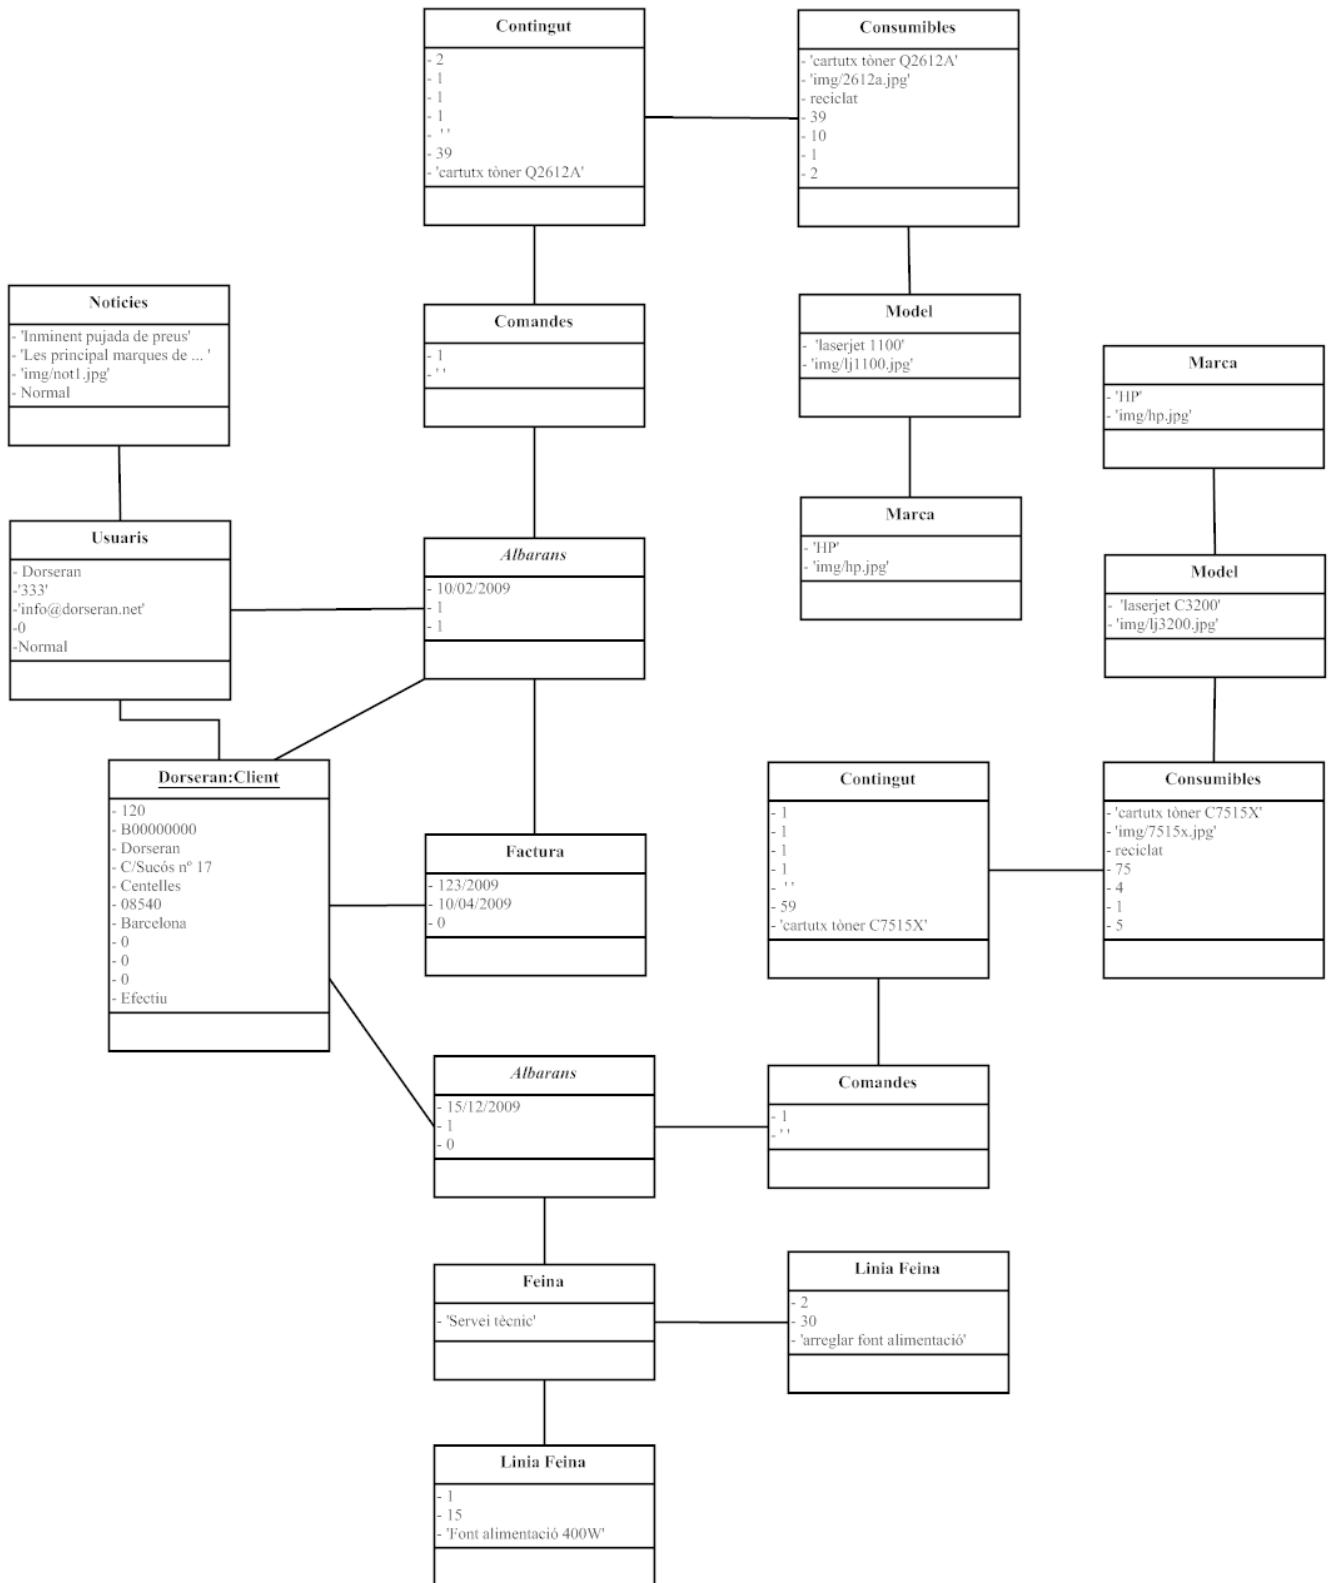 Contingut
- 2
- 1
- 1
- 1
- ' '
- 39
- 'cartutx tòner Q2612A'
Consumibles
- 'cartutx tòner Q2612A'
- 'img/2612a.jpg'
- reciclat
- 39
- 10
- 1
- 2
Noticies
- 'Inminent pujada de preus'
- 'Les principal marques de ... '
- 'img/not1.jpg'
- Normal
Comandes
- 1
- ' '
Model
- 'laserjet 1100'
- 'img/lj1100.jpg'
Marca
- 'HP'
- 'img/hp.jpg'
Usuaris
- Dorseran
-'333'
-'info@dorseran.net'
-0
-Normal
Albarans
- 10/02/2009
- 1
- 1
Marca
- 'HP'
- 'img/hp.jpg'
Model
- 'laserjet C3200'
- 'img/lj3200.jpg'
Dorseran:Client
- 120
- B00000000
- Dorseran
- C/Sucós nº 17
- Centelles
- 08540
- Barcelona
- 0
- 0
- 0
- Efectiu
Factura
- 123/2009
- 10/04/2009
- 0
Contingut
- 1
- 1
- 1
- 1
- ' '
- 59
- 'cartutx tòner C7515X'
Consumibles
- 'cartutx tòner C7515X'
- 'img/7515x.jpg'
- reciclat
- 75
- 4
- 1
- 5
Albarans
- 15/12/2009
- 1
- 0
Comandes
- 1
- ' '
Feina
- 'Servei tècnic'
Linia Feina
- 2
- 30
- 'arreglar font alimentació'
Linia Feina
- 1
- 15
- 'Font alimentació 400W'